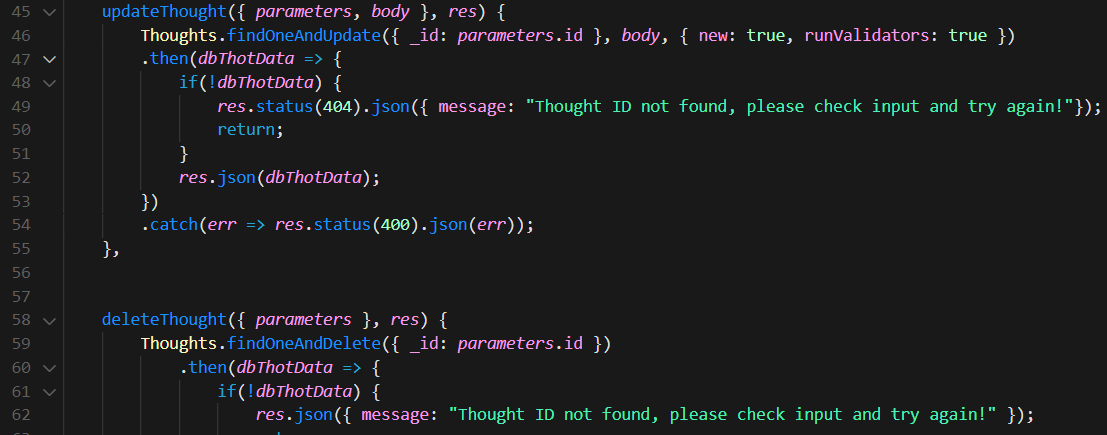 45 updateThought({ parameters, body }, res) {
46 Thoughts.findOneAndUpdate({ _id: parameters.id }, body, { new: true, runValidators: true })
47 .then(dbThotData => {
48 if(!dbThotData) {
49 res.status(404).json({ message: "Thought ID not found, please check input and try again!"});
50 return;
51 }
52 res.json(dbThotData);
53 })
54 .catch(err => res.status(400).json(err));
55 },
56
57
58 deleteThought({ parameters }, res) {
59 Thoughts.findOneAndDelete({ _id: parameters.id })
60 .then(dbThotData => {
61 if(!dbThotData) {
62 res.json({ message: "Thought ID not found, please check input and try again!" });